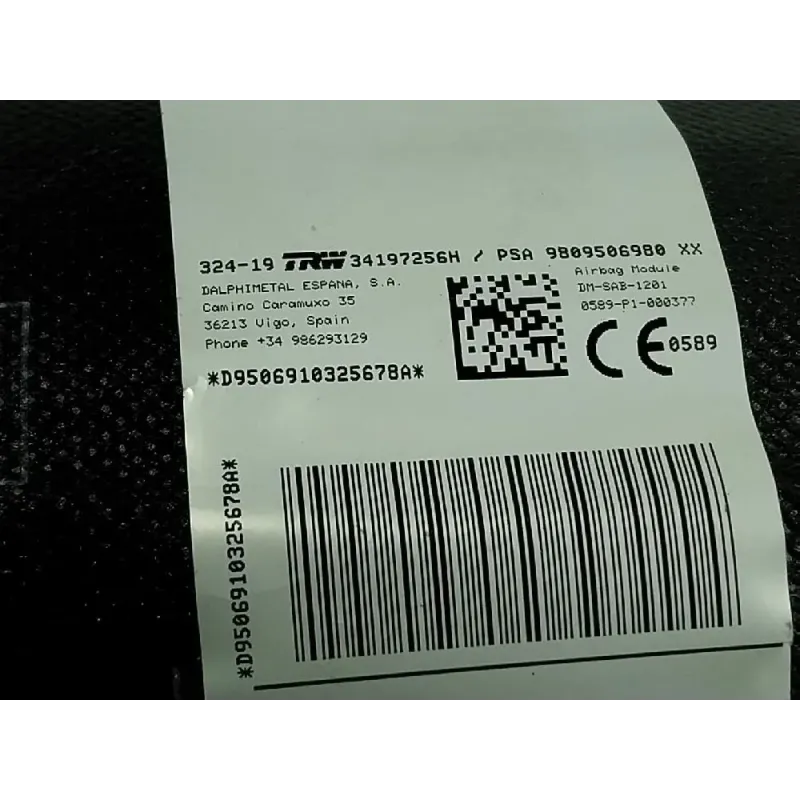 324-19 TRW 34197256H / PSA 9809506980 XX
DALPHIMETAL ESPANA, S.A.
Camino Caramuxo 35
36213 Vigo, Spain
Phone +34 986293129
Airbag Module
DM-SAB-1201
0589-P1-000377
CE 0589
*D9506910325678A*
*D9506910325678A*